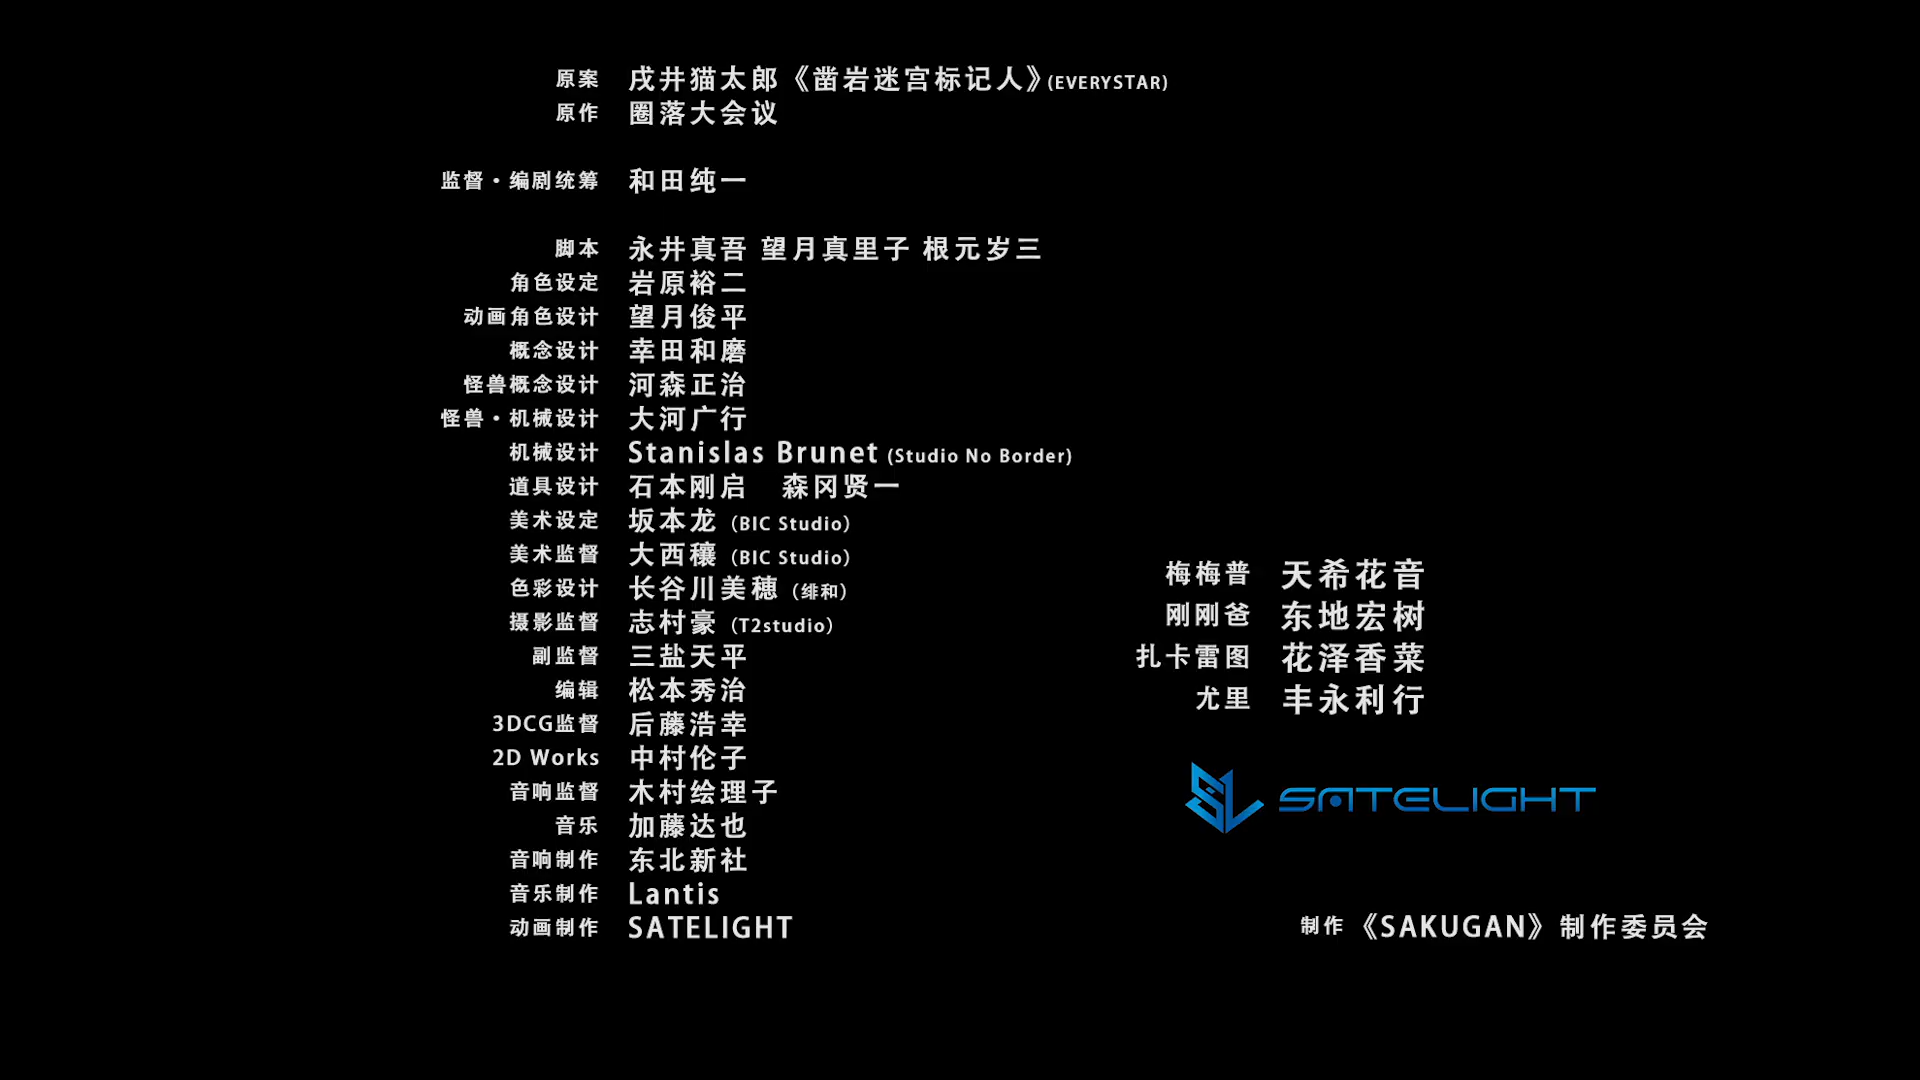 原案 戌井猫太郎《凿岩迷宫标记人》(EVERYSTAR)
原作 圈落大会议
监督・编剧统筹 和田纯一
脚本 永井真吾 望月真里子 根元岁三
角色设定 岩原裕二
动画角色设计 望月俊平
概念设计 幸田和磨
怪兽概念设计 河森正治
怪兽・机械设计 大河广行
机械设计 Stanislas Brunet (Studio No Border)
道具设计 石本刚启　森冈贤一
美术设定 坂本龙（BIC Studio）
美术监督 大西穰（BIC Studio）
色彩设计 长谷川美穗（绯和）
摄影监督 志村豪（T2studio）
副监督 三盐天平
编辑 松本秀治
3DCG监督 后藤浩幸
2D Works 中村伦子
音响监督 木村绘理子
音乐 加藤达也
音响制作 东北新社
音乐制作 Lantis
动画制作 SATELIGHT
梅梅普 天希花音
刚刚爸 东地宏树
扎卡雷图 花泽香菜
尤里 丰永利行
SATELIGHT
制作《SAKUGAN》制作委员会